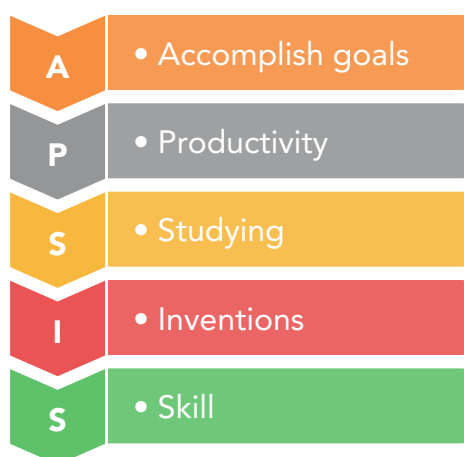 A
• Accomplish goals
P
• Productivity
S
• Studying
I
• Inventions
S
• Skill